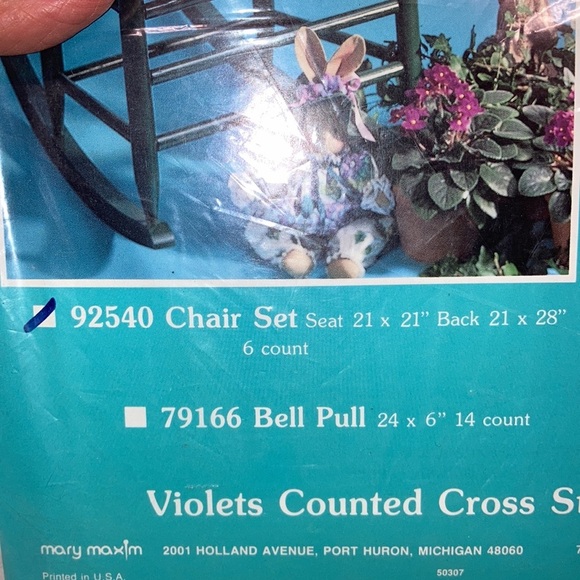 92540 Chair Set Seat 21 x 21" Back 21 x 28"
6 count
79166 Bell Pull 24 x 6" 14 count
Violets Counted Cross
mary maxim 2001 HOLLAND AVENUE, PORT HURON, MICHIGAN 48060
Printed in U.S.A. 50307